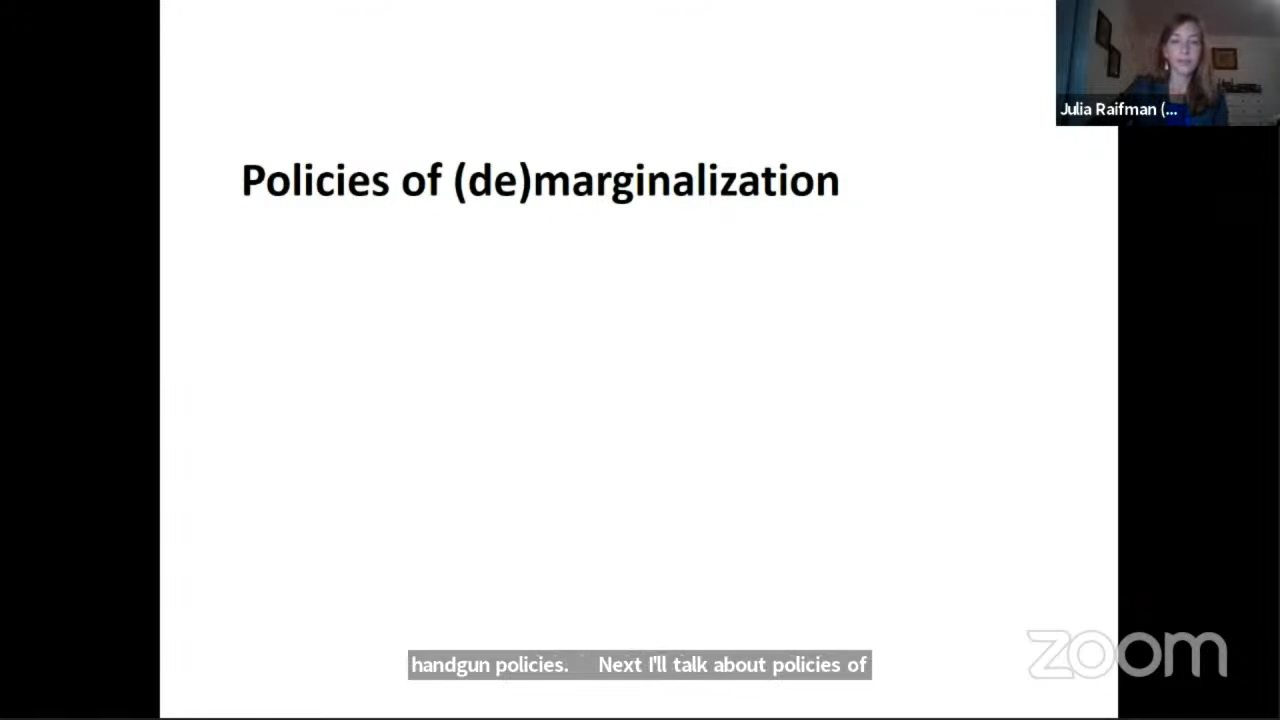 Julia Raifman (...
Policies of (de)marginalization
handgun policies. Next I'll talk about policies of
zoom